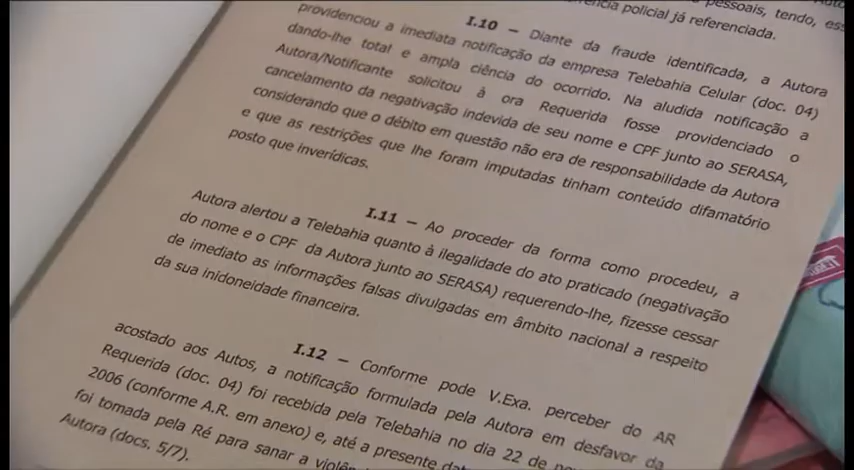 pessoais, tendo,
ência policial já referenciada.
I.10 – Diante da fraude identificada, a Autora
providenciou a imediata notificação da empresa Telebahia Celular (doc. 04)
dando-lhe total e ampla ciência do ocorrido. Na aludida notificação a
Autora/Notificante solicitou à ora Requerida fosse providenciado o
cancelamento da negativação indevida de seu nome e CPF junto ao SERASA,
considerando que o débito em questão não era de responsabilidade da Autora
e que as restrições que lhe foram imputadas tinham conteúdo difamatório
posto que inverídicas.
I.11 – Ao proceder da forma como procedeu, a
Autora alertou a Telebahia quanto à ilegalidade do ato praticado (negativação
do nome e o CPF da Autora junto ao SERASA) requerendo-lhe, fizesse cessar
de imediato as informações falsas divulgadas em âmbito nacional a respeito
da sua inidoneidade financeira.
I.12 – Conforme pode V.Exa. perceber do AR
acostado aos Autos, a notificação formulada pela Autora em desfavor da
Requerida (doc. 04) foi recebida pela Telebahia no dia 22 de
2006 (conforme A.R. em anexo) e, até a presente
foi tomada pela Ré para sanar a
Autora (docs. 5/7).